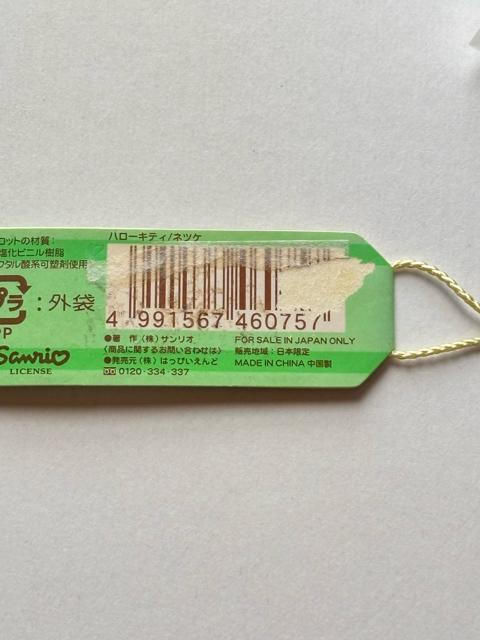 ハローキティ/ネツケ
コットの材質:
塩化ビニル樹脂
フタル酸系可塑剤使用
プラ:外袋
PP
Sanrio
LICENSE
4 991567 460757
●著 作(株)サンリオ
〈商品に関するお問い合わせは〉
●発売元(株)はっぴいえんど
0120-334-337
FOR SALE IN JAPAN ONLY
販売地域:日本限定
MADE IN CHINA 中国製